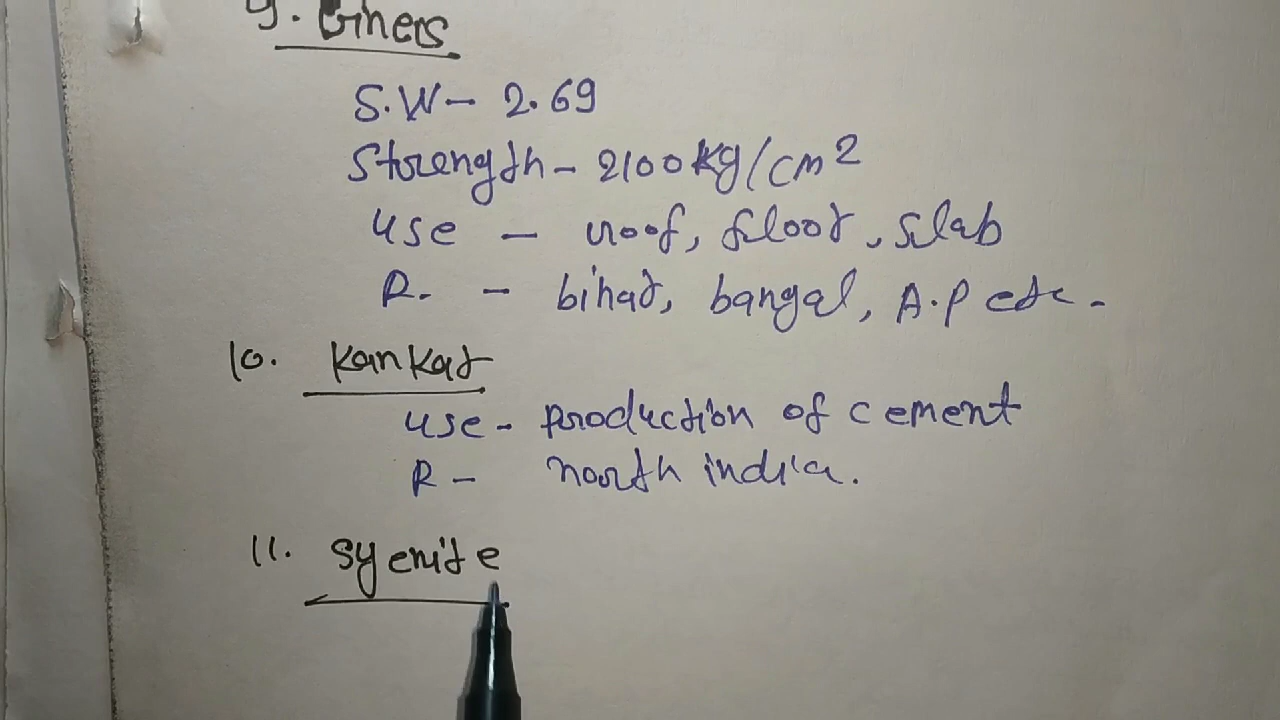 9. Gneiss
S.W - 2.69
Strength - 2100 kg/cm2
use - roof, floor, slab
R. - bihar, bangal, A.P etc.
10. Kankar
use - production of cement
R - north india.
11. Syenite